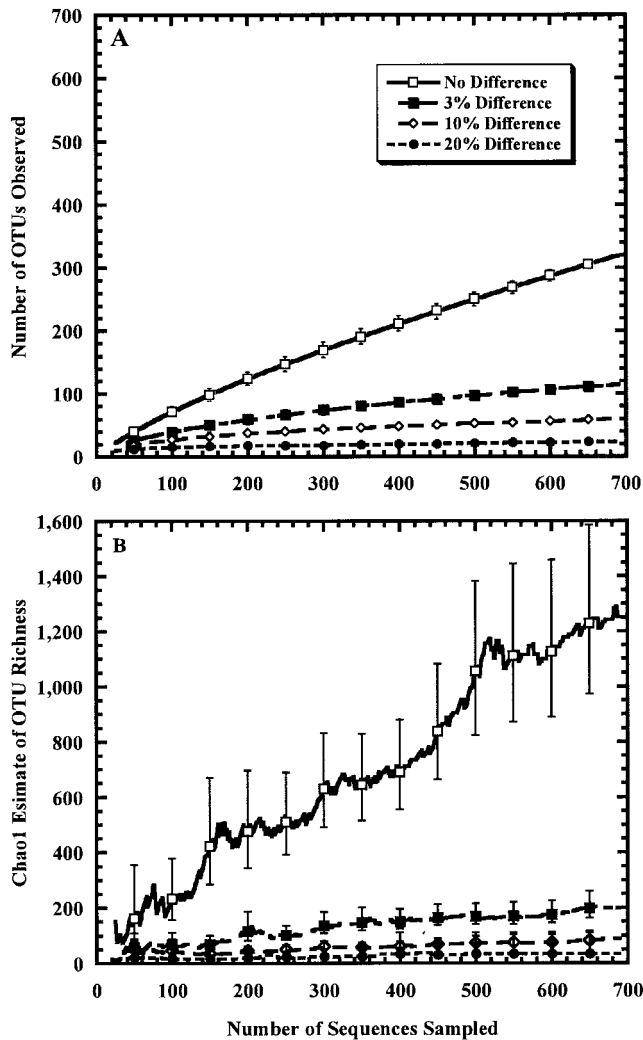 700
A
No Difference
3% Difference
10% Difference
20% Difference
600
500
400
300
200
100
0
Number of OTUs Observed
0 100 200 300 400 500 600 700
1,600
B
1,400
1,200
1,000
800
600
400
200
0
Chao1 Esimate of OTU Richness
0 100 200 300 400 500 600 700
Number of Sequences Sampled